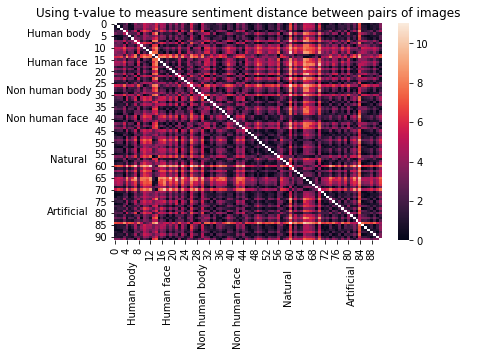 Using t-value to measure sentiment distance between pairs of images
Human body
Human face
Non human body
Non human face
Natural
Artificial
0
5
10
15
20
25
30
35
40
45
50
55
60
65
70
75
80
85
90
0 4 8 12 16 20 24 28 32 36 40 44 48 52 56 60 64 68 72 76 80 84 88
Human body
Human face
Non human body
Non human face
Natural
Artificial
10
8
6
4
2
0